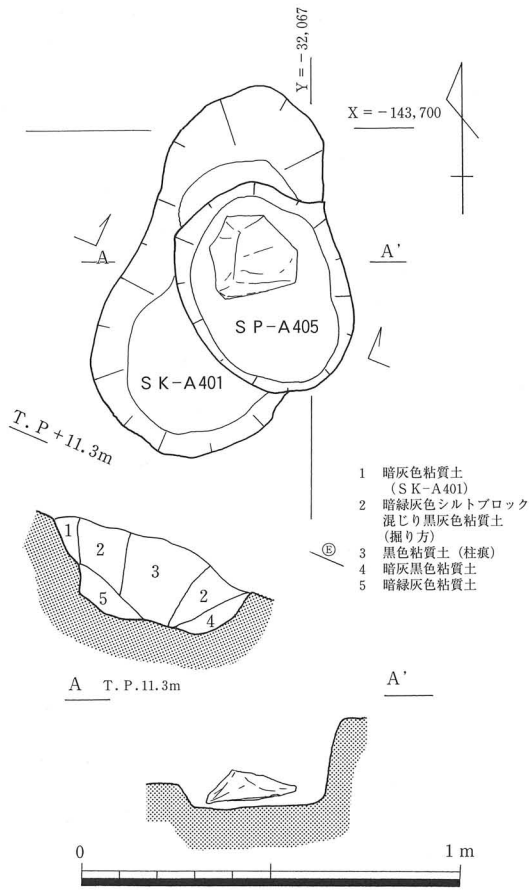 Y = -32,067
X = -143,700
A
A'
SP-A405
SK-A401
T. P +11.3m
1 暗灰色粘質土
(SK-A401)
2 暗緑灰色シルトブロック
混じり黒灰色粘質土
(掘り方)
3 黒色粘質土(柱痕)
4 暗灰黒色粘質土
5 暗緑灰色粘質土
Ⓔ
1
2
3
2
5
4
A T. P. 11.3m
A'
0
1 m